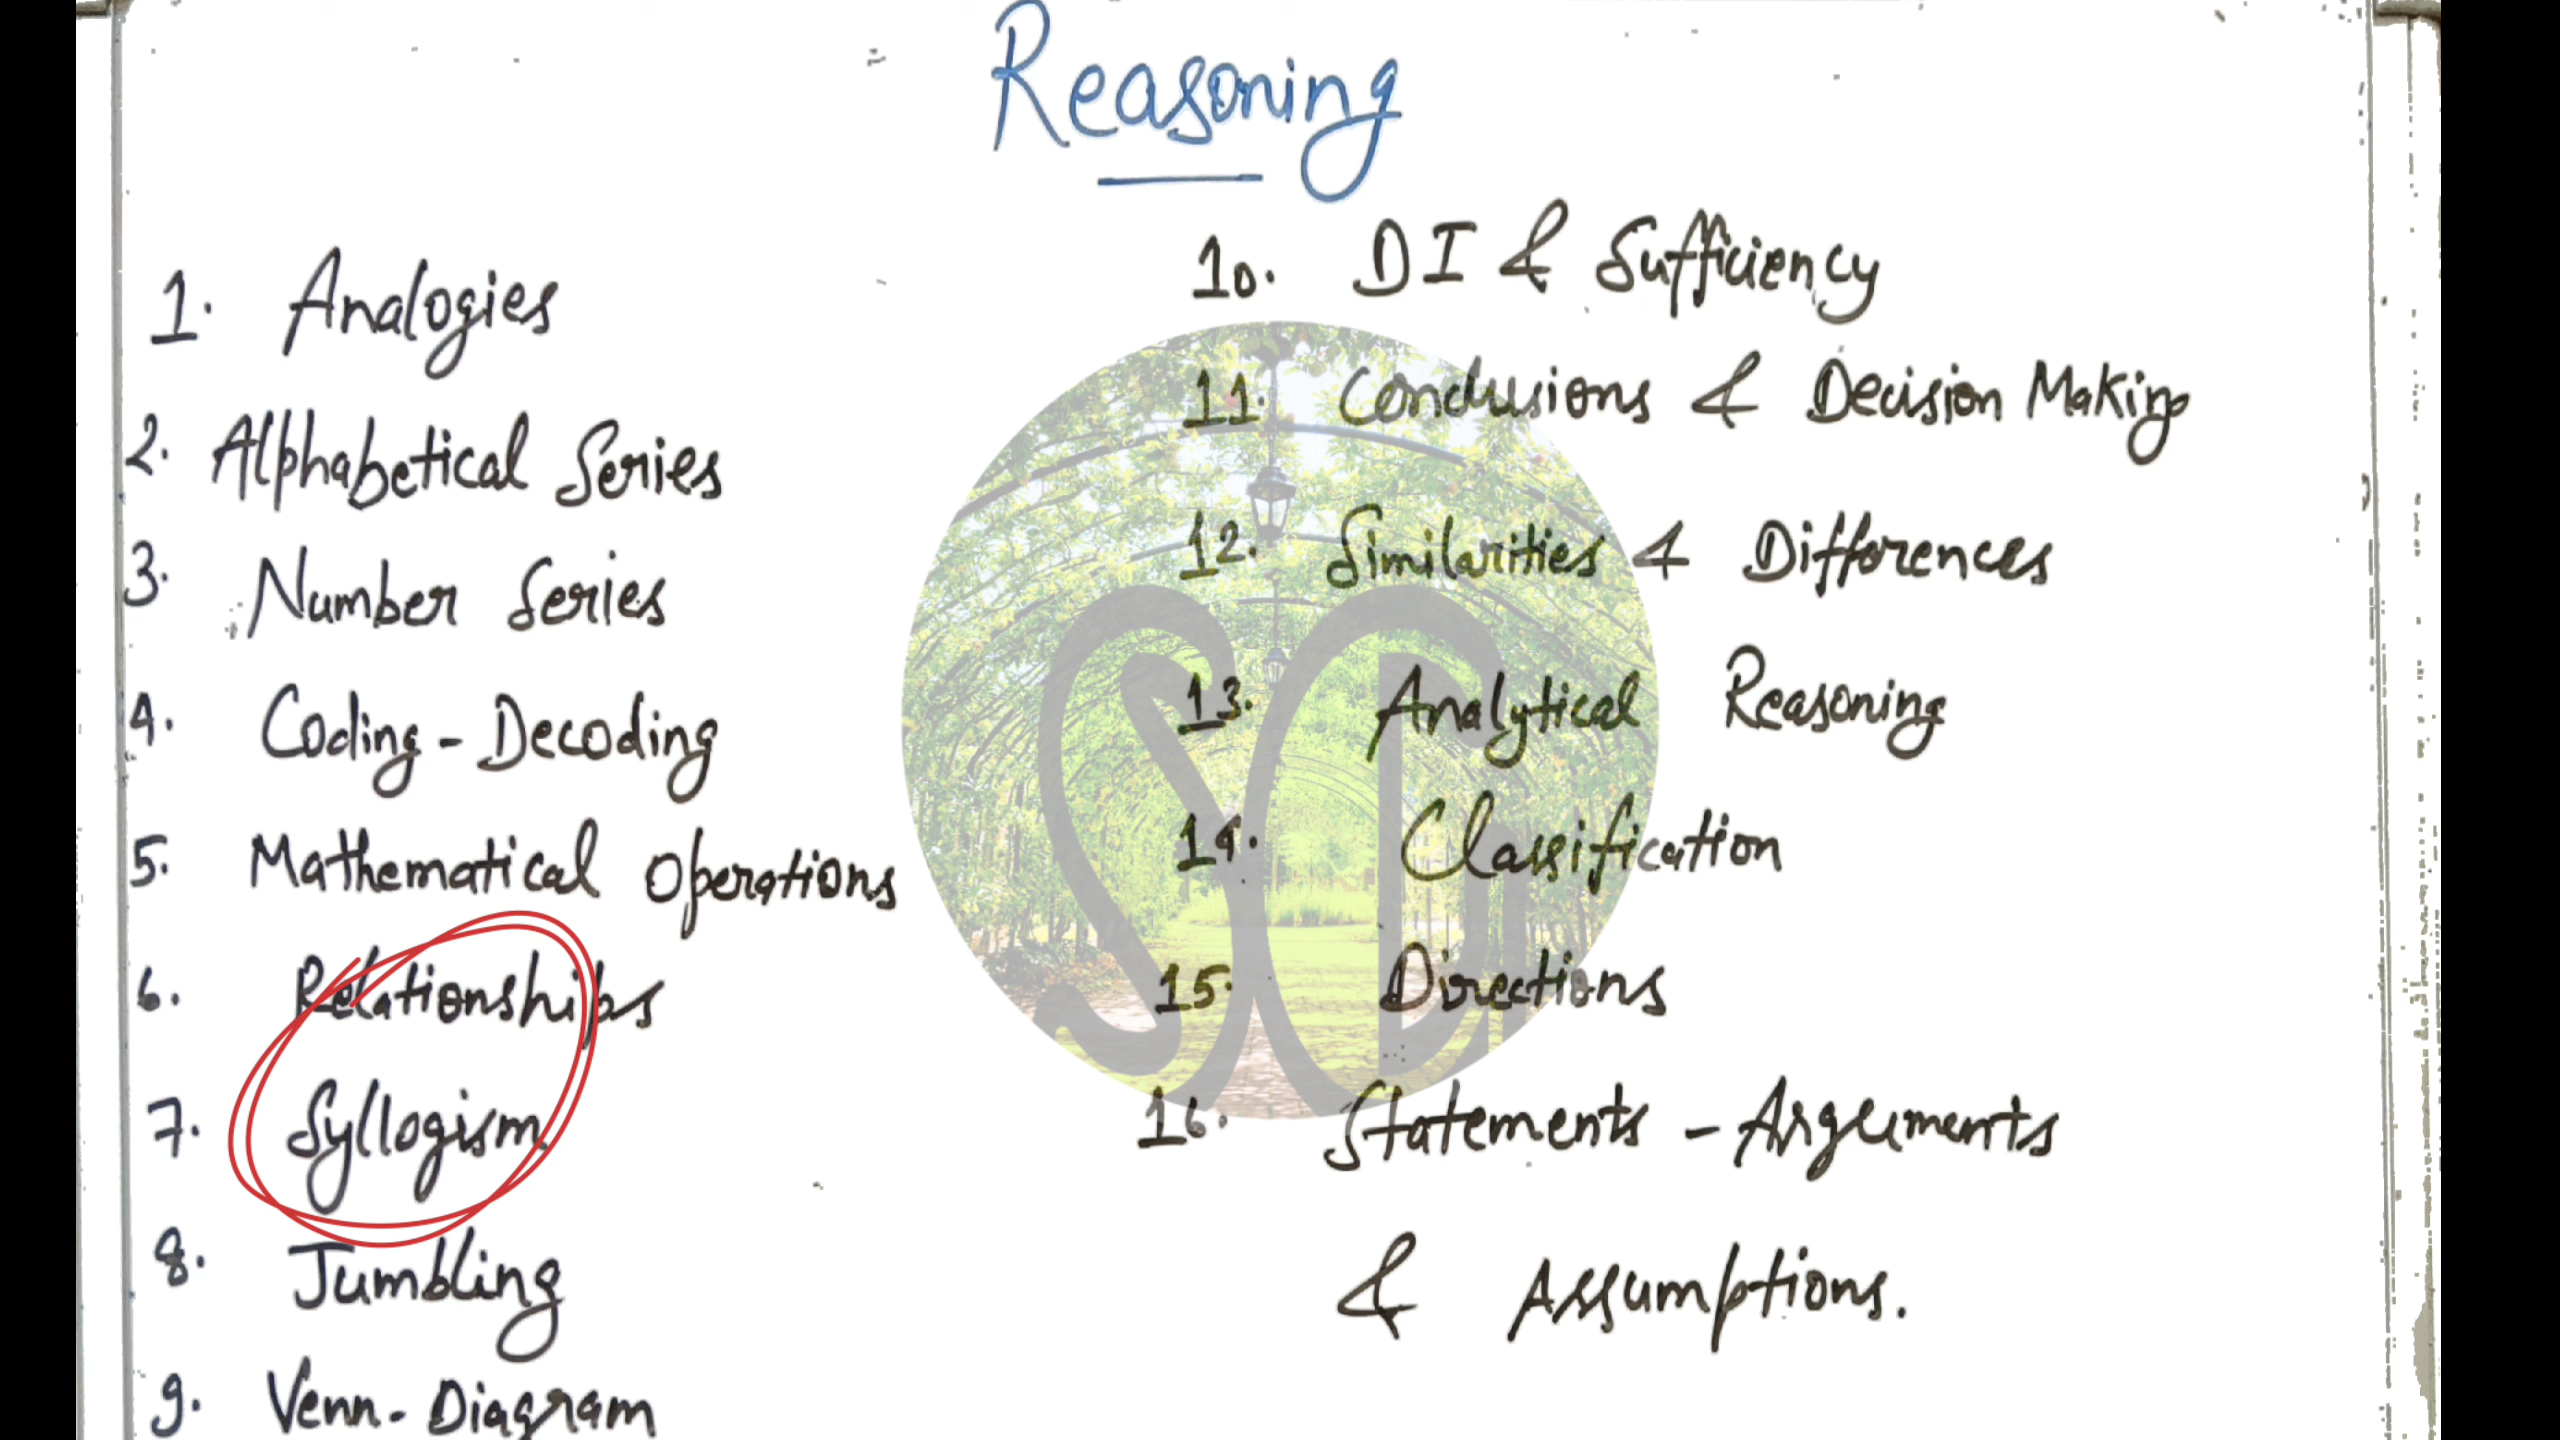 Reasoning
1. Analogies
2. Alphabetical Series
3. Number Series
4. Coding - Decoding
5. Mathematical Operations
6. Relationships
7. Syllogism
8. Jumbling
9. Venn - Diagram
10. DI & Sufficiency
11. Conclusions & Decision Making
12. Similarities & Differences
13. Analytical Reasoning
14. Classification
15. Directions
16. Statements - Arguments
& Assumptions.
SG